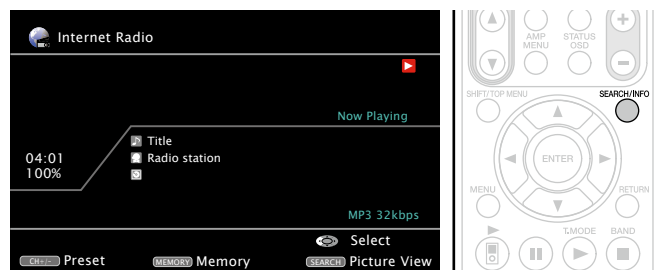 Internet Radio
Now Playing
Title
04:01
Radio station
100%
MP3 32kbps
Select
CH+/- Preset
MEMORY Memory
SEARCH Picture View
AMP
MENU
STATUS
OSD
+
−
SHIFT/TOP MENU
SEARCH/INFO
ENTER
MENU
RETURN
T.MODE
BAND